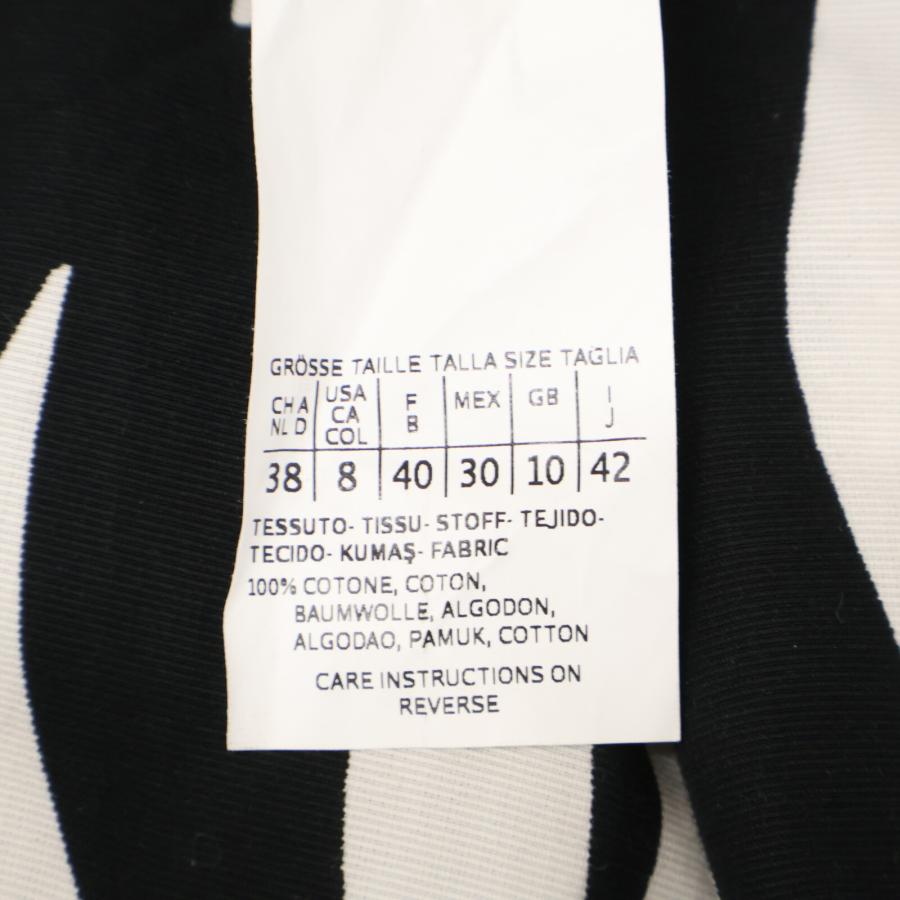 GRÖSSE TAILLE TALLA SIZE TAGLIA
CH A NL D USA CA COL F B MEX GB I J
38 8 40 30 10 42
TESSUTO- TISSU- STOFF- TEJIDO-
TECIDO- KUMAŞ- FABRIC
100% COTONE, COTON,
BAUMWOLLE, ALGODON,
ALGODAO, PAMUK, COTTON
CARE INSTRUCTIONS ON
REVERSE